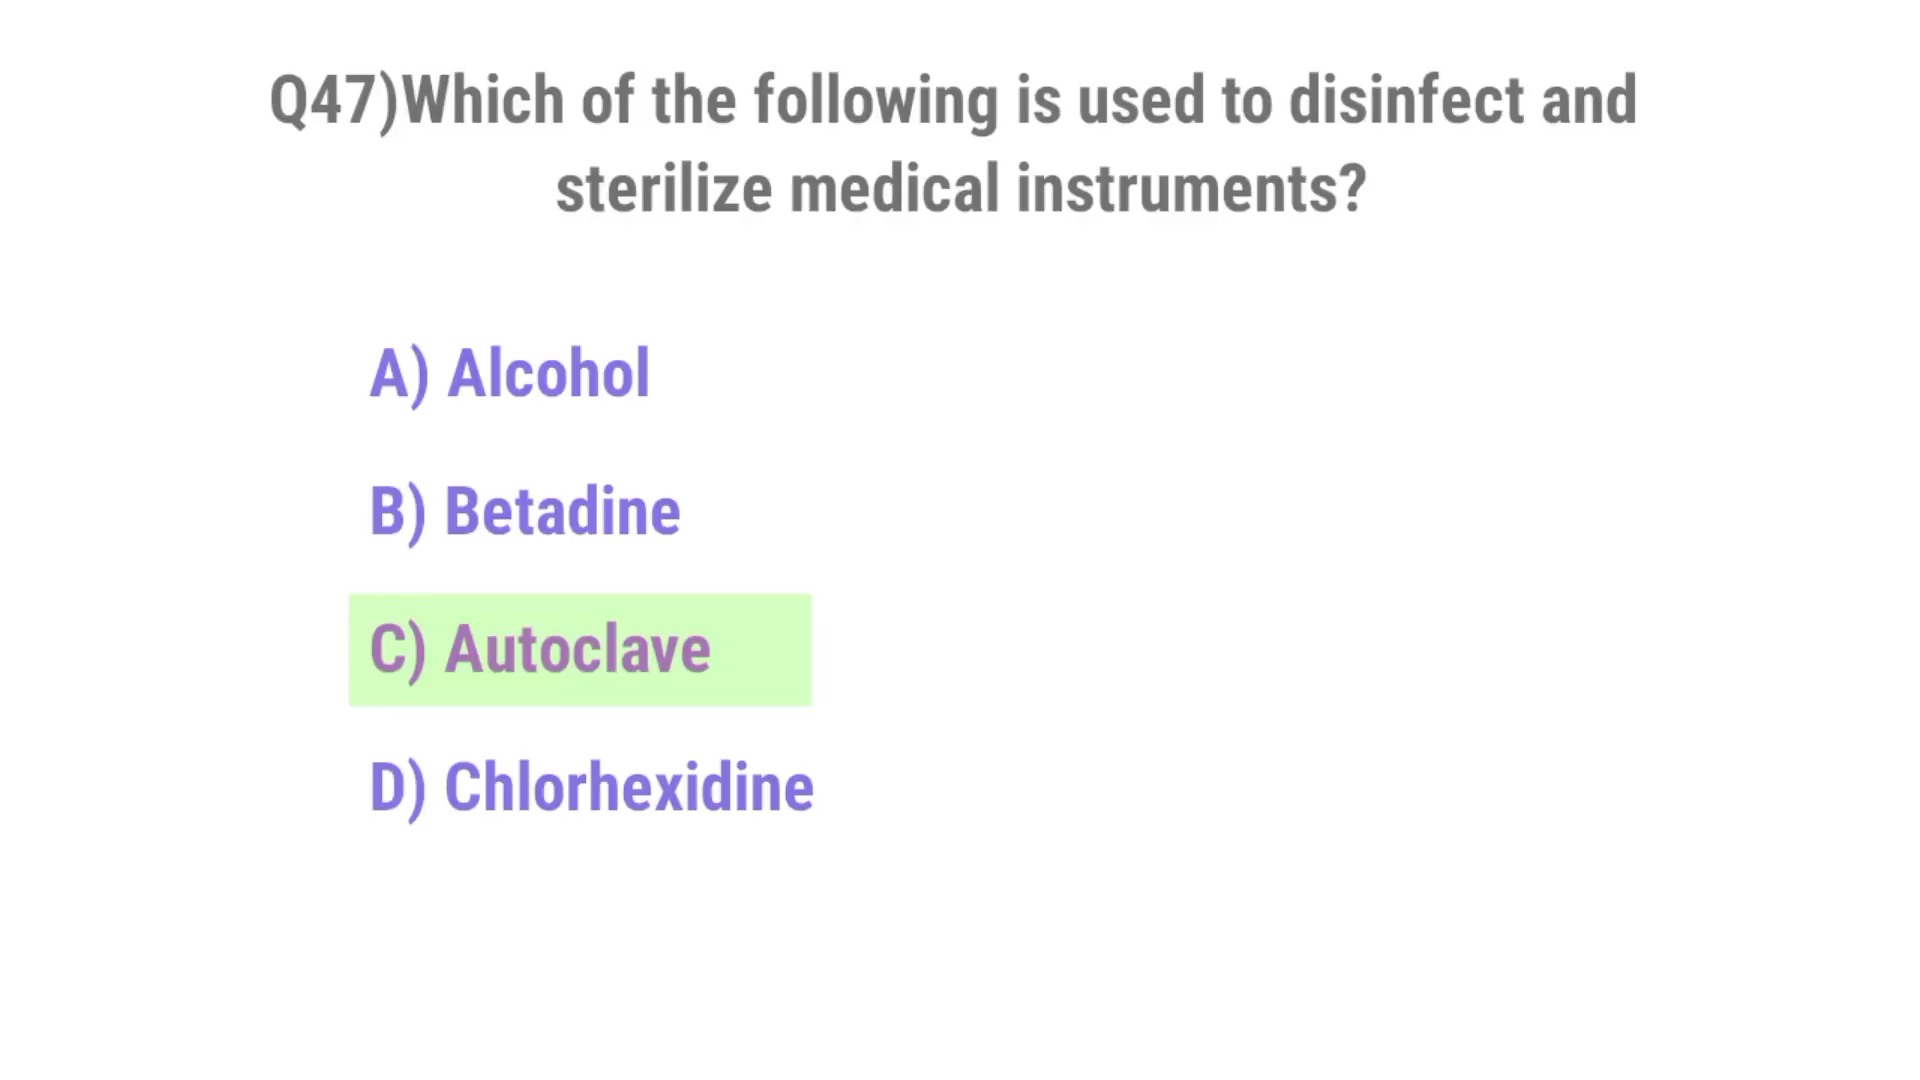 Q47)Which of the following is used to disinfect and
sterilize medical instruments?
A) Alcohol
B) Betadine
C) Autoclave
D) Chlorhexidine